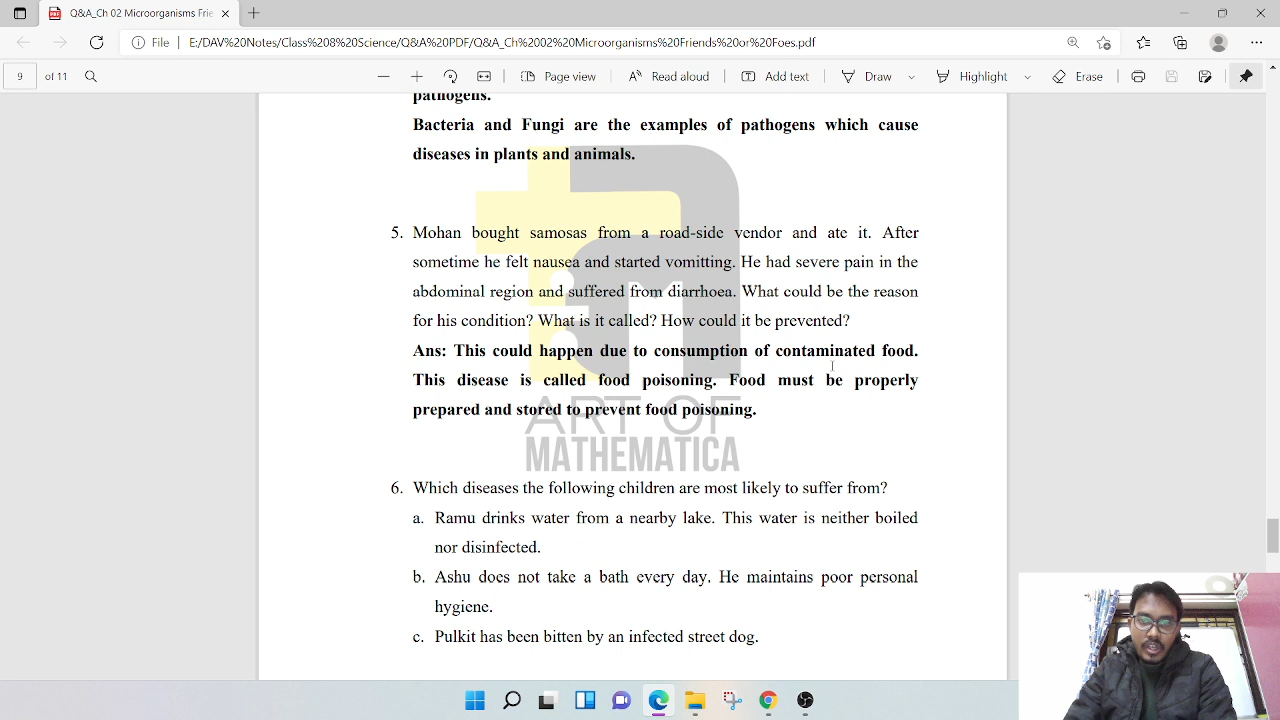 Q&A_Ch 02 Microorganisms Frie
File
E:/DAV%20Notes/Class%208%20Science/Q&A%20PDF/Q&A_Ch%2002%20Microorganisms%20Friends%20or%20Foes.pdf
9 of 11
Page view
Read aloud
Add text
Draw
Highlight
Erase
pathogens.
Bacteria and Fungi are the examples of pathogens which cause
diseases in plants and animals.
5. Mohan bought samosas from a road-side vendor and ate it. After
sometime he felt nausea and started vomitting. He had severe pain in the
abdominal region and suffered from diarrhoea. What could be the reason
for his condition? What is it called? How could it be prevented?
Ans: This could happen due to consumption of contaminated food.
This disease is called food poisoning. Food must be properly
prepared and stored to prevent food poisoning.
ART OF
MATHEMATICA
6. Which diseases the following children are most likely to suffer from?
a. Ramu drinks water from a nearby lake. This water is neither boiled
nor disinfected.
b. Ashu does not take a bath every day. He maintains poor personal
hygiene.
c. Pulkit has been bitten by an infected street dog.